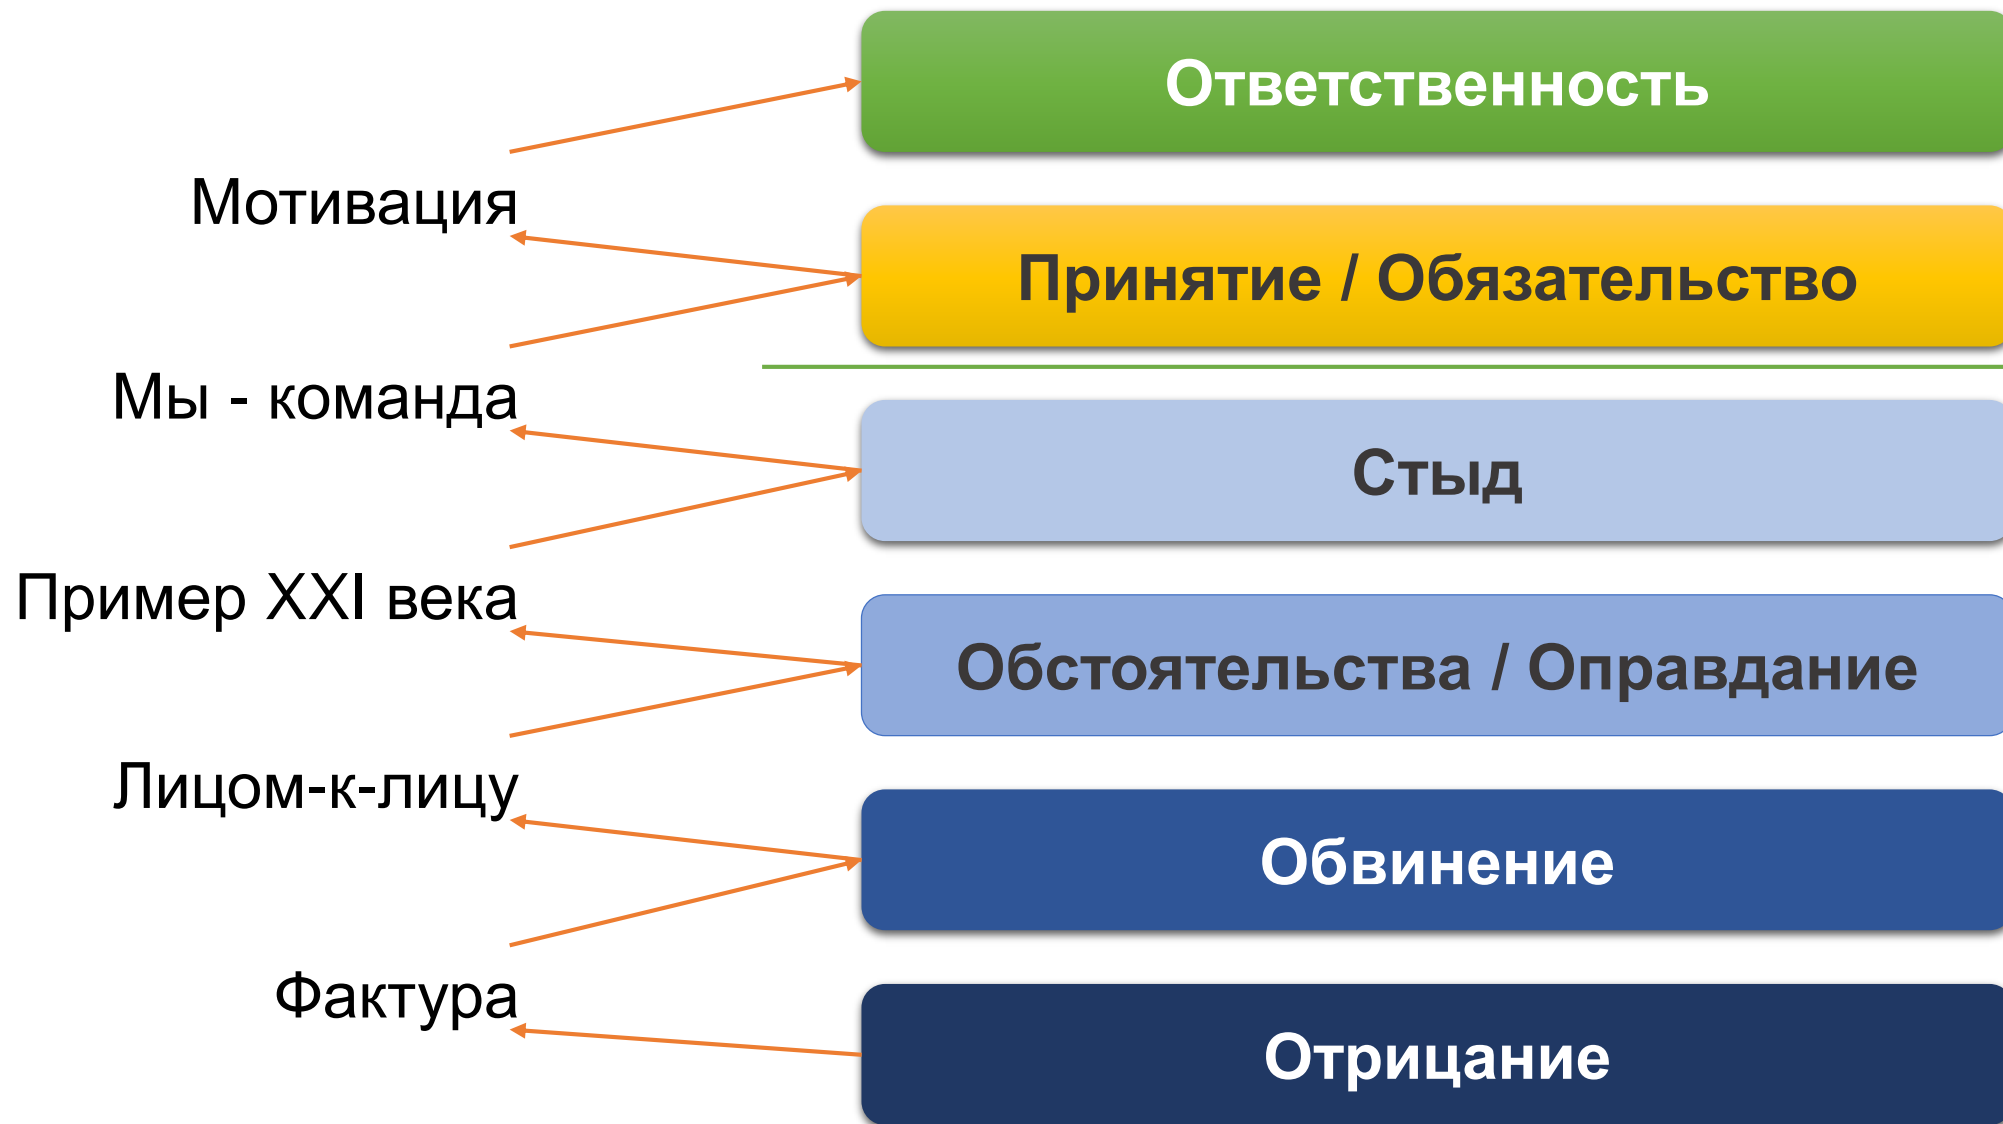 Ответственность
Мотивация
Принятие / Обязательство
Мы - команда
Стыд
Пример XXI века
Обстоятельства / Оправдание
Лицом-к-лицу
Обвинение
Фактура
Отрицание